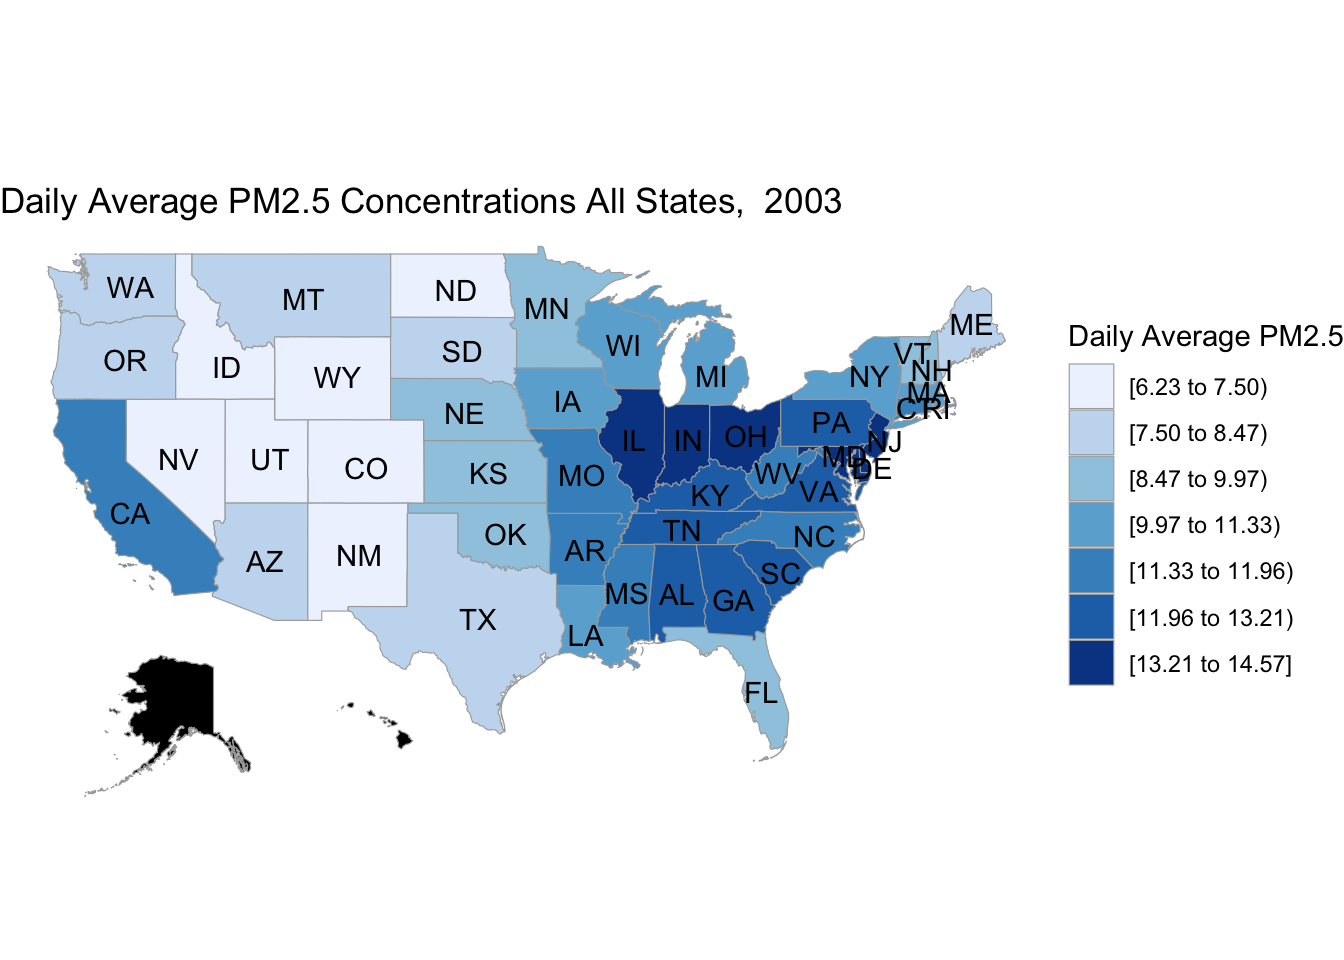 Daily Average PM2.5 Concentrations All States,  2003
WA
MT
ND
MN
ME
OR
ID
WY
SD
WI
MI
VT
NH
NY
MA
CT
RI
NE
IA
PA
NV
UT
CO
KS
MO
IL
IN
OH
NJ
MD
DE
WV
VA
KY
CA
AZ
NM
OK
AR
TN
NC
TX
LA
MS
AL
GA
SC
FL
Daily Average PM2.5
[6.23 to 7.50)
[7.50 to 8.47)
[8.47 to 9.97)
[9.97 to 11.33)
[11.33 to 11.96)
[11.96 to 13.21)
[13.21 to 14.57]